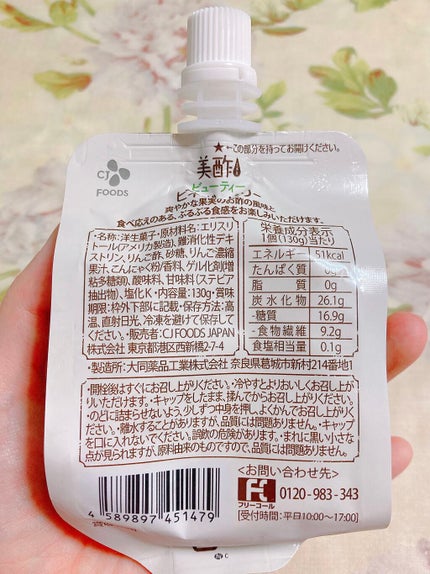 ★←この部分を持ってお開けください。
CJ
FOODS
美酢
ビューティー
爽やかな果実のお酢の風味と
食べ応えのある、ぷるぷる食感をお楽しみいただけます。
・名称:洋生菓子・原材料名:エリスリ
トール(アメリカ製造)、難消化性デキ
ストリン、りんご酢、砂糖、りんご濃縮
果汁、こんにゃく粉/香料、ゲル化剤(増
粘多糖類)、酸味料、甘味料(ステビア
抽出物)、塩化K・内容量:130g・賞味
期限:枠外下部に記載・保存方法:高
温、直射日光、冷凍を避けて保存して
ください。・販売者:CJ FOODS JAPAN
株式会社 東京都港区西新橋2-7-4
栄養成分表示
1個(130g)当たり
エネルギー 51kcal
たんぱく質
脂質 0g
炭水化物 26.1g
-糖質 16.9g
-食物繊維 9.2g
食塩相当量 0.1g
・製造所:大同薬品工業株式会社 奈良県葛城市新村214番地1
・開栓後はすぐにお召し上がりください。・冷やすとよりおいしくお召し上が
りいただけます。・キャップをしたまま、揉んでからお召し上がりください。
・のどに詰まらせないよう、少しずつ中身を押し、よくかんでお召し上がりく
ださい。・離水することがありますが、品質には問題ありません。・キャップ
を口に入れないでください。誤飲の危険があります。・まれに黒い小さな
点が見られますが、原料由来のものですので、品質には問題ありません。
<お問い合わせ先>
フリーコール
0120-983-343
[受付時間:平日10:00~17:00]
4 589897 451479